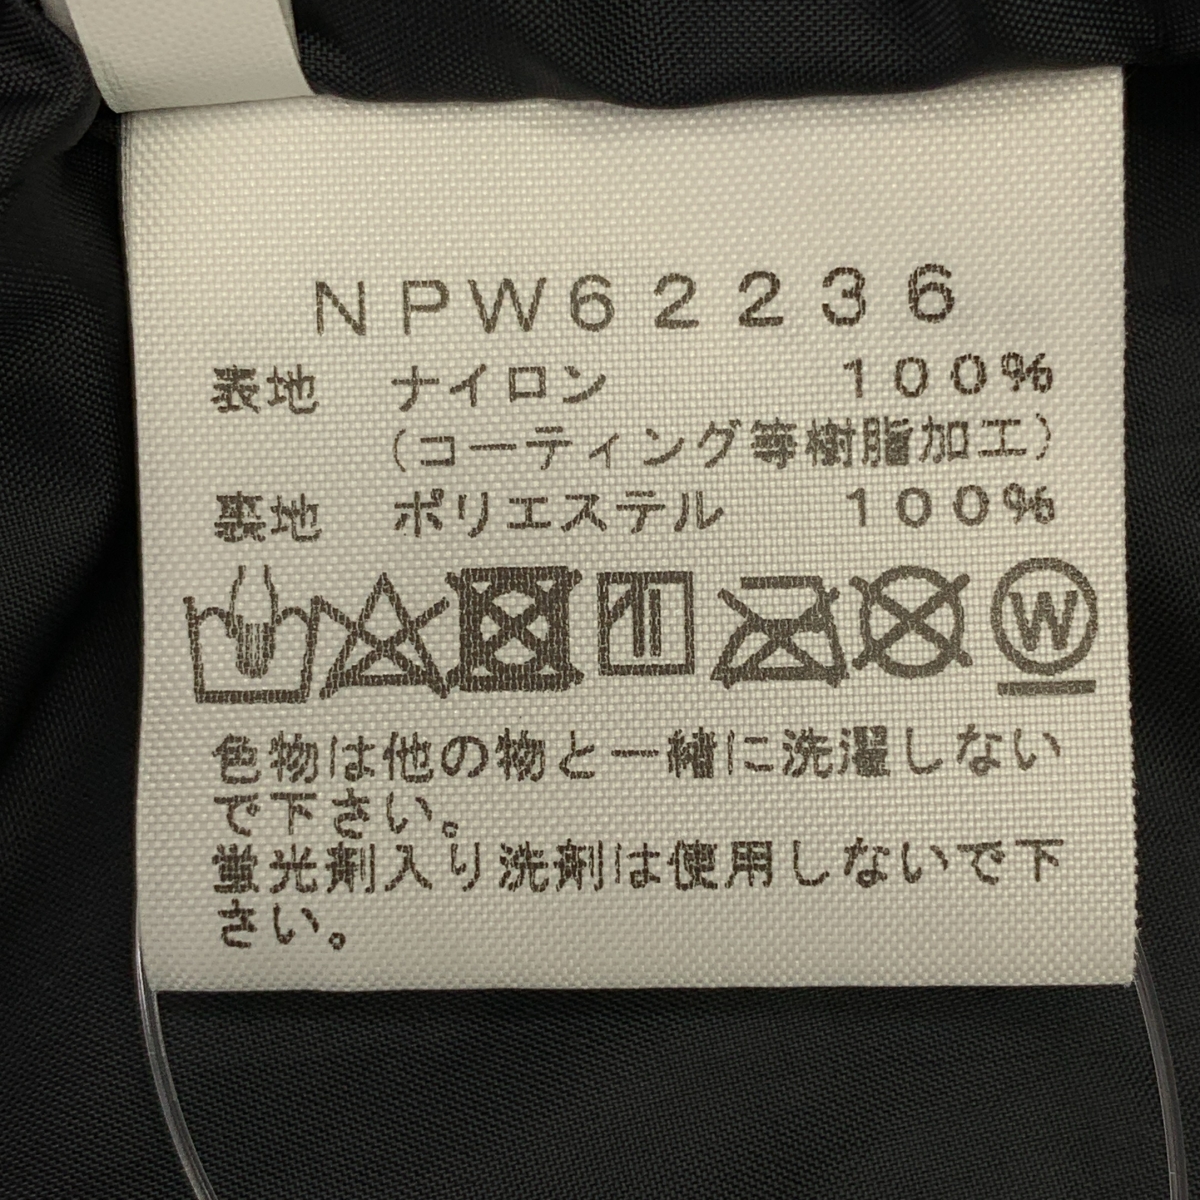 NPW62236
表地 ナイロン 100%
(コーティング等樹脂加工)
裏地 ポリエステル 100%
W
色物は他の物と一緒に洗濯しない
で下さい。
蛍光剤入り洗剤は使用しないで下
さい。